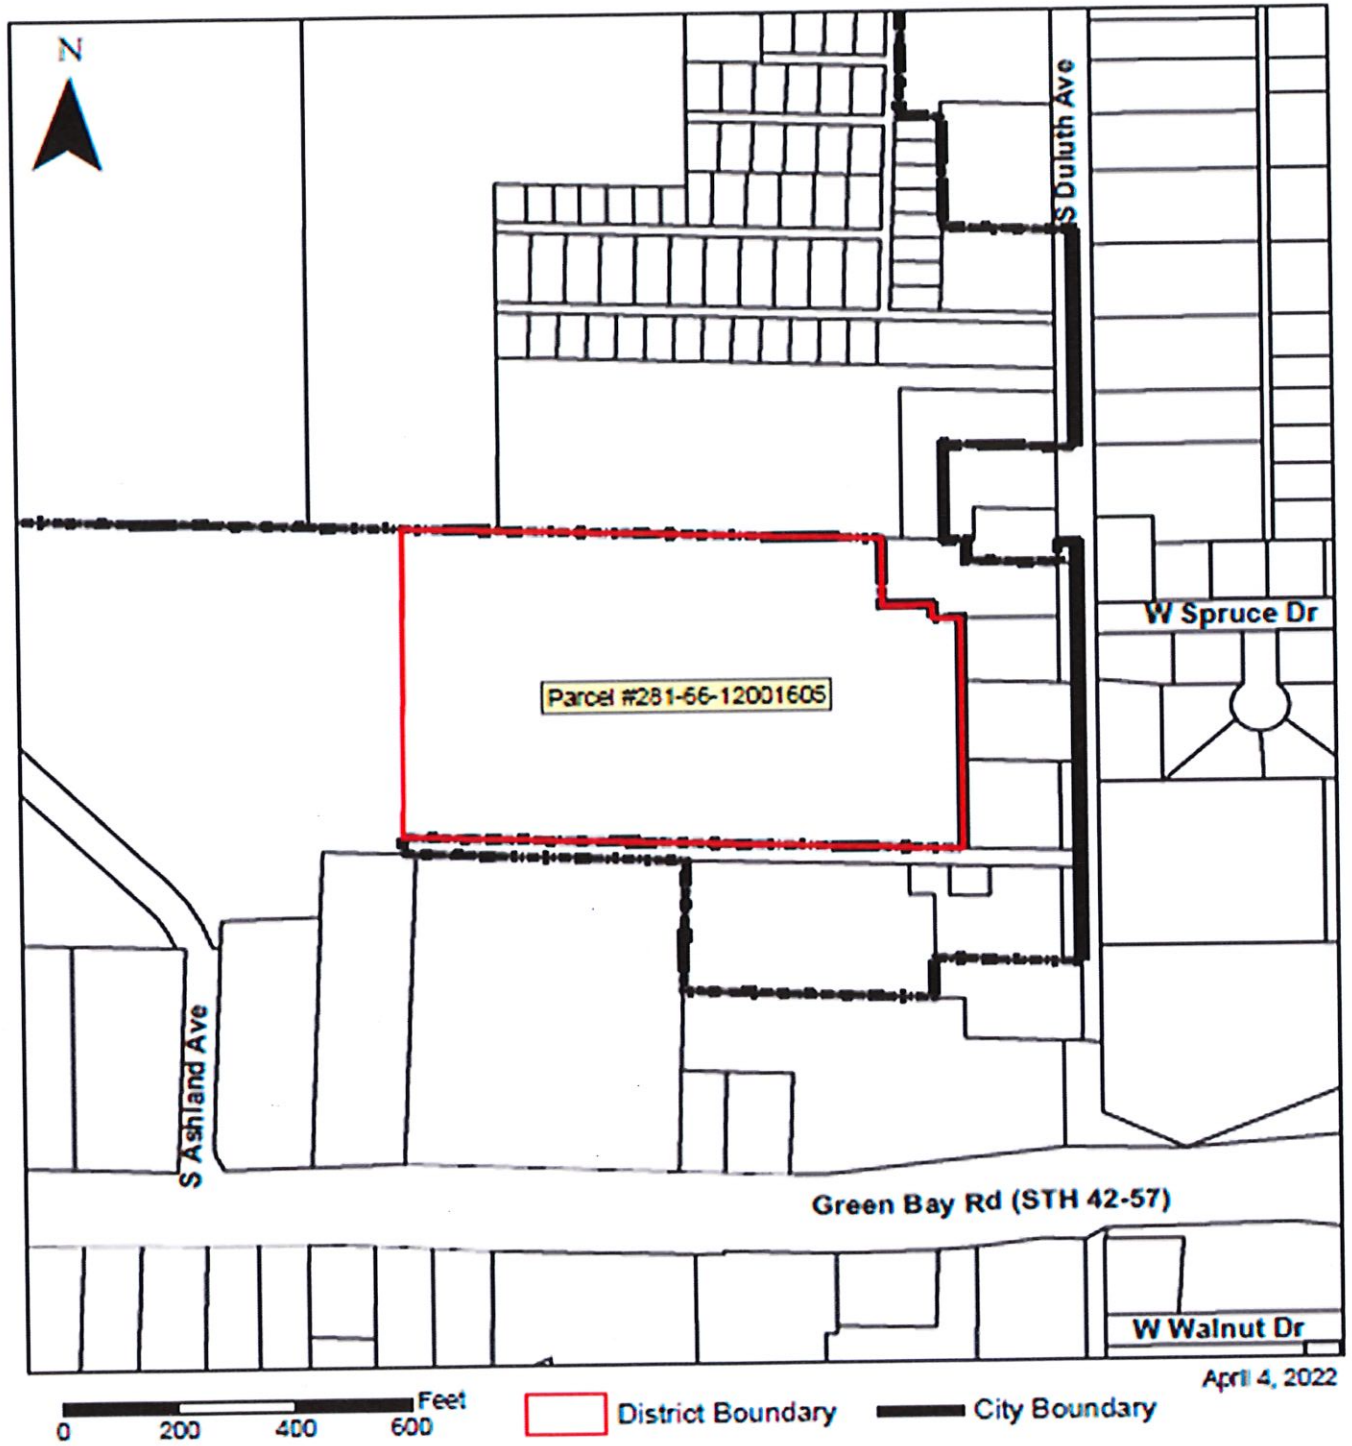 N
S Duluth Ave
W Spruce Dr
Parcel #281-66-12001605
S Ashland Ave
Green Bay Rd (STH 42-57)
W Walnut Dr
April 4, 2022
Feet
0 200 400 600
District Boundary
City Boundary